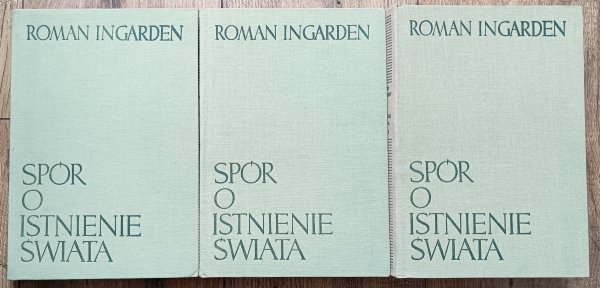 ROMAN INGARDEN
SPÓR
O
ISTNIENIE
ŚWIATA
ROMAN INGARDEN
SPÓR
O
ISTNIENIE
ŚWIATA
ROMAN INGARDEN
SPÓR
O
ISTNIENIE
ŚWIATA